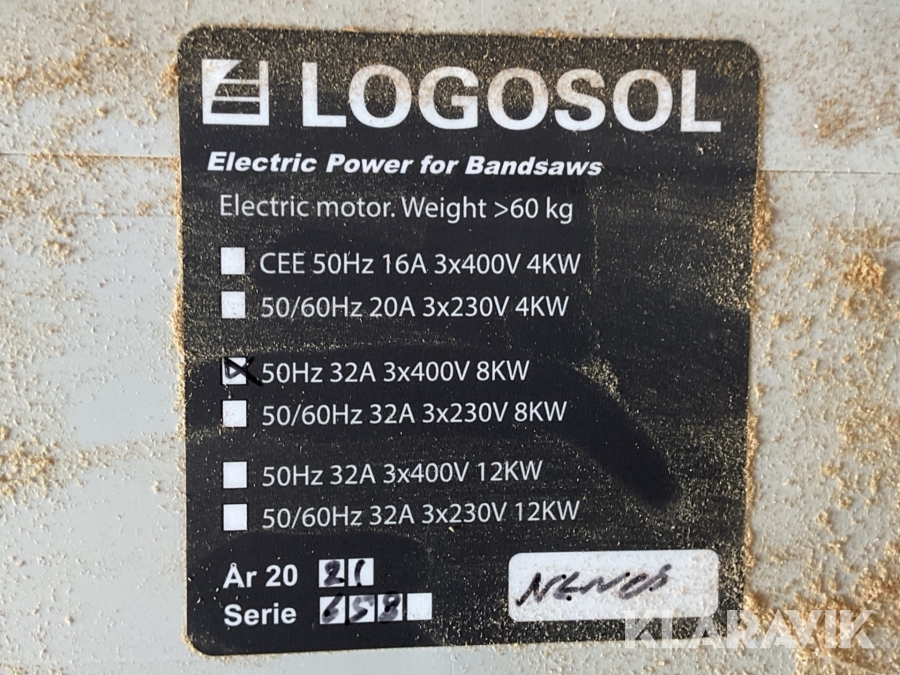 LOGOSOL
Electric Power for Bandsaws
Electric motor. Weight >60 kg
CEE 50Hz 16A 3x400V 4KW
50/60Hz 20A 3x230V 4KW
50Hz 32A 3x400V 8KW
50/60Hz 32A 3x230V 8KW
50Hz 32A 3x400V 12KW
50/60Hz 32A 3x230V 12KW
År 20 21
Serie 658
KLARAVIK